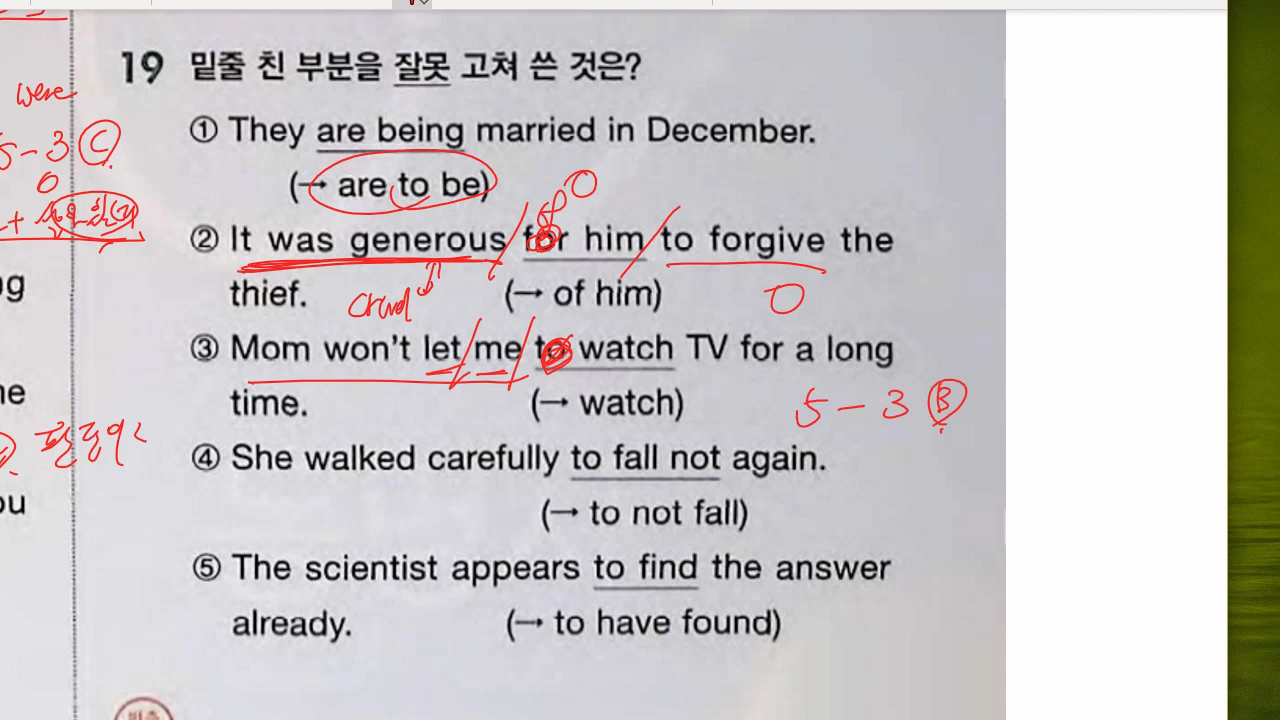 were
5-3 C
19 밑줄 친 부분을 잘못 고쳐 쓴 것은?
① They are being married in December.
(→ are to be)
② It was generous for him to forgive the
thief. (→ of him)
③ Mom won't let me to watch TV for a long
time. (→ watch)
5-3 B
④ She walked carefully to fall not again.
(→ to not fall)
⑤ The scientist appears to find the answer
already. (→ to have found)